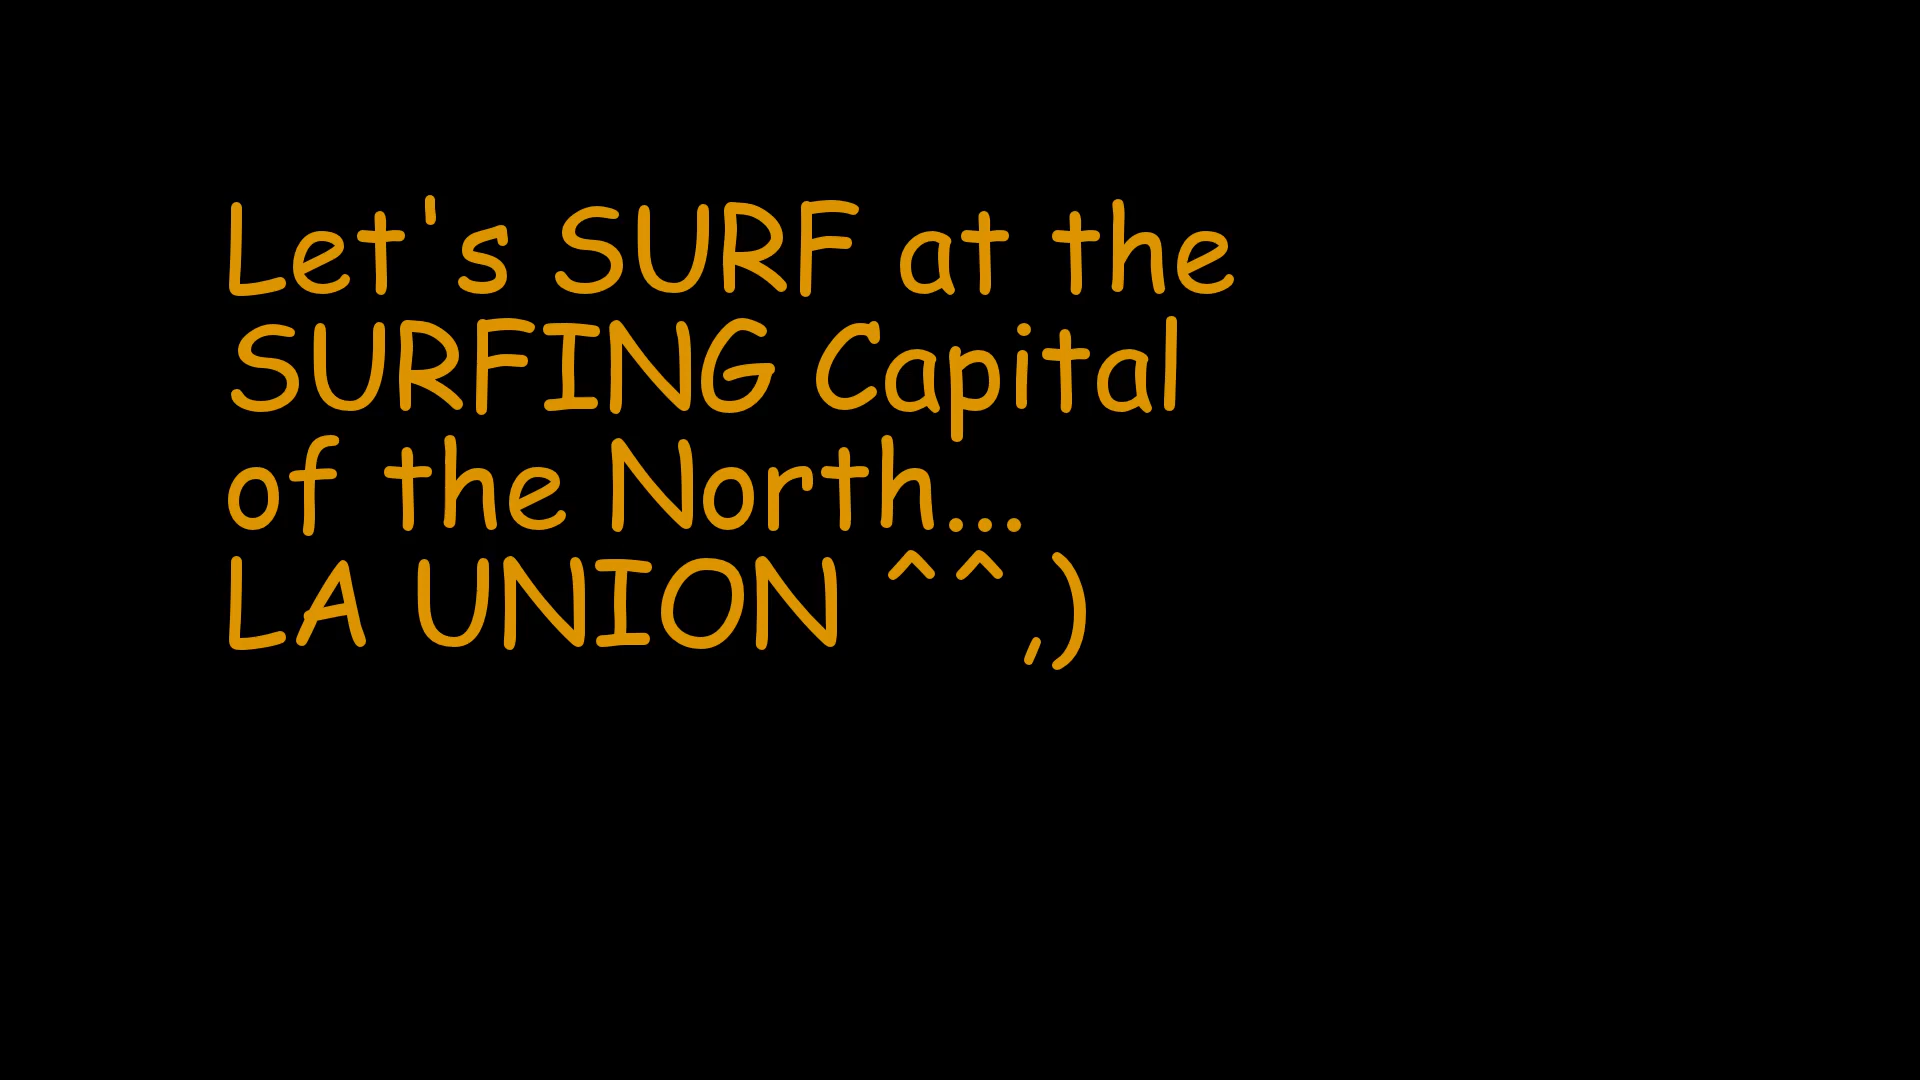 Let's SURF at the
SURFING Capital
of the North...
LA UNION ^^,)